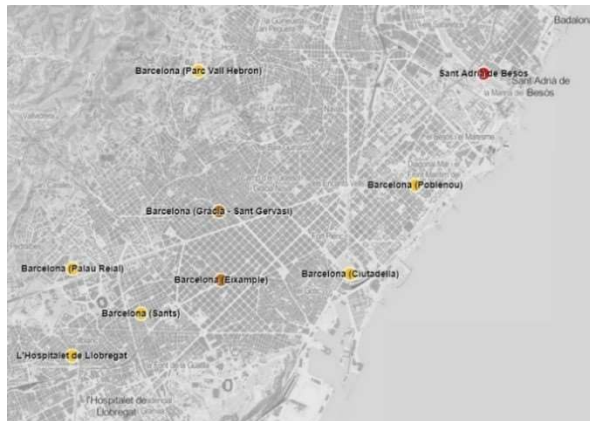 Badalona
Barcelona (Parc Vall Hebron)
Sant Adrià de Besòs
Sant Adrià de
Besòs
Barcelona (Poblenou)
Barcelona (Gràcia - Sant Gervasi)
Barcelona (Palau Reial)
Barcelona (Eixample)
Barcelona (Ciutadella)
Barcelona (Sants)
L'Hospitalet de Llobregat
l'Hospitalet de
Llobregat